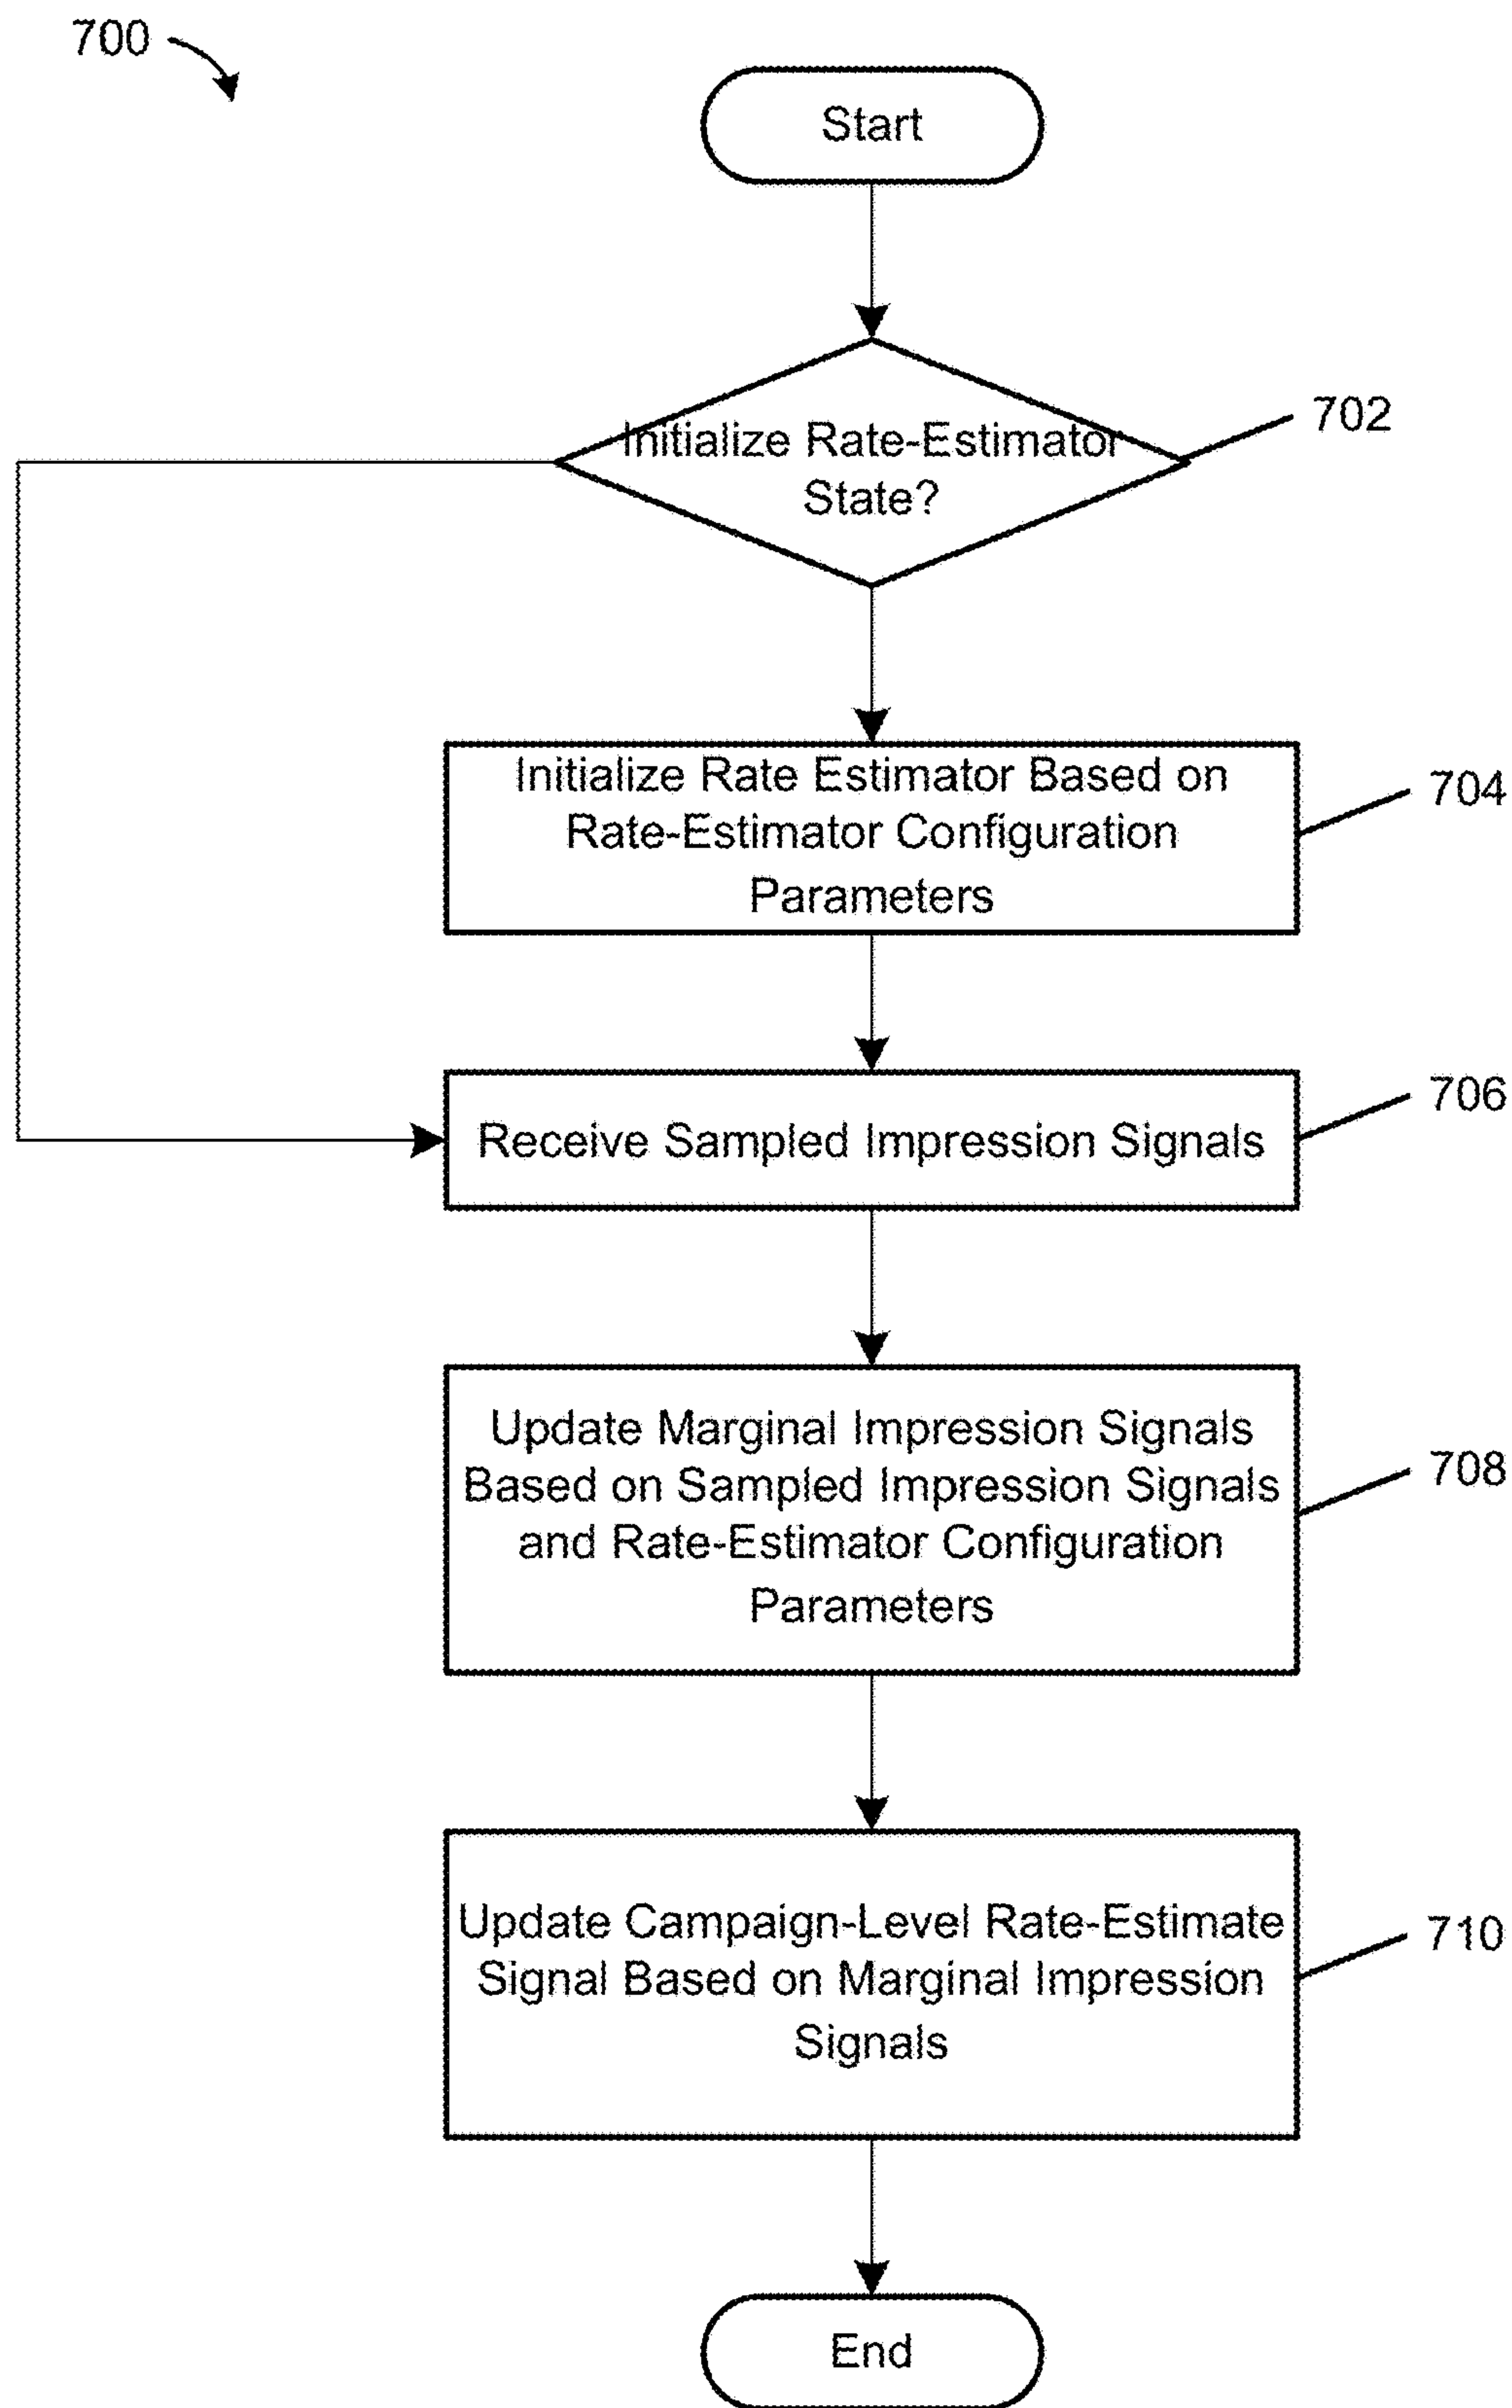 700
Start
Initialize Rate-Estimator
State?
702
Initialize Rate Estimator Based on
Rate-Estimator Configuration
Parameters
704
Receive Sampled Impression Signals
706
Update Marginal Impression Signals
Based on Sampled Impression Signals
and Rate-Estimator Configuration
Parameters
708
Update Campaign-Level Rate-Estimate
Signal Based on Marginal Impression
Signals
710
End